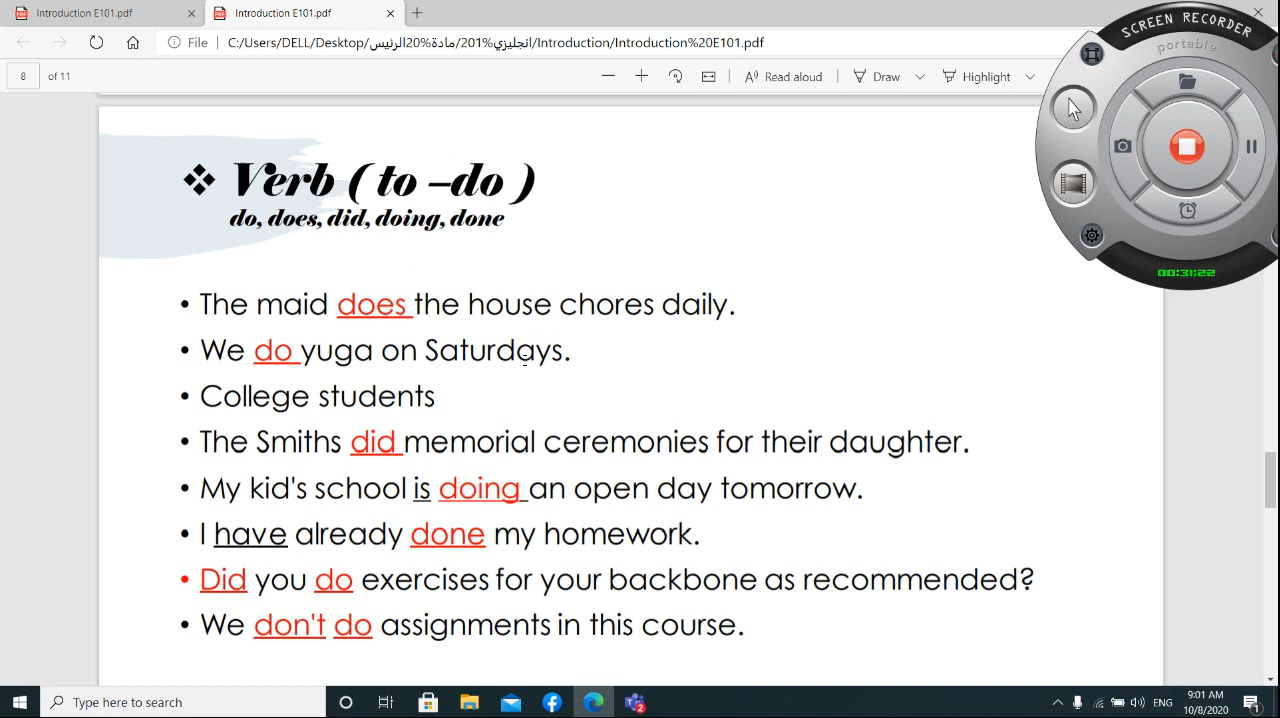 Introduction E101.pdf
Introduction E101.pdf
File
C:/Users/DELL/Desktop/انجليزي%201/مادة%20الرئيس/Introduction/Introduction%20E101.pdf
8 of 11
Read aloud
Draw
Highlight
SCREEN RECORDER
portable
00:31:22
❖ Verb ( to –do )
do, does, did, doing, done
• The maid does the house chores daily.
• We do yuga on Saturdays.
• College students
• The Smiths did memorial ceremonies for their daughter.
• My kid's school is doing an open day tomorrow.
• I have already done my homework.
• Did you do exercises for your backbone as recommended?
• We don't do assignments in this course.
Type here to search
2
ENG
9:01 AM
10/8/2020
1